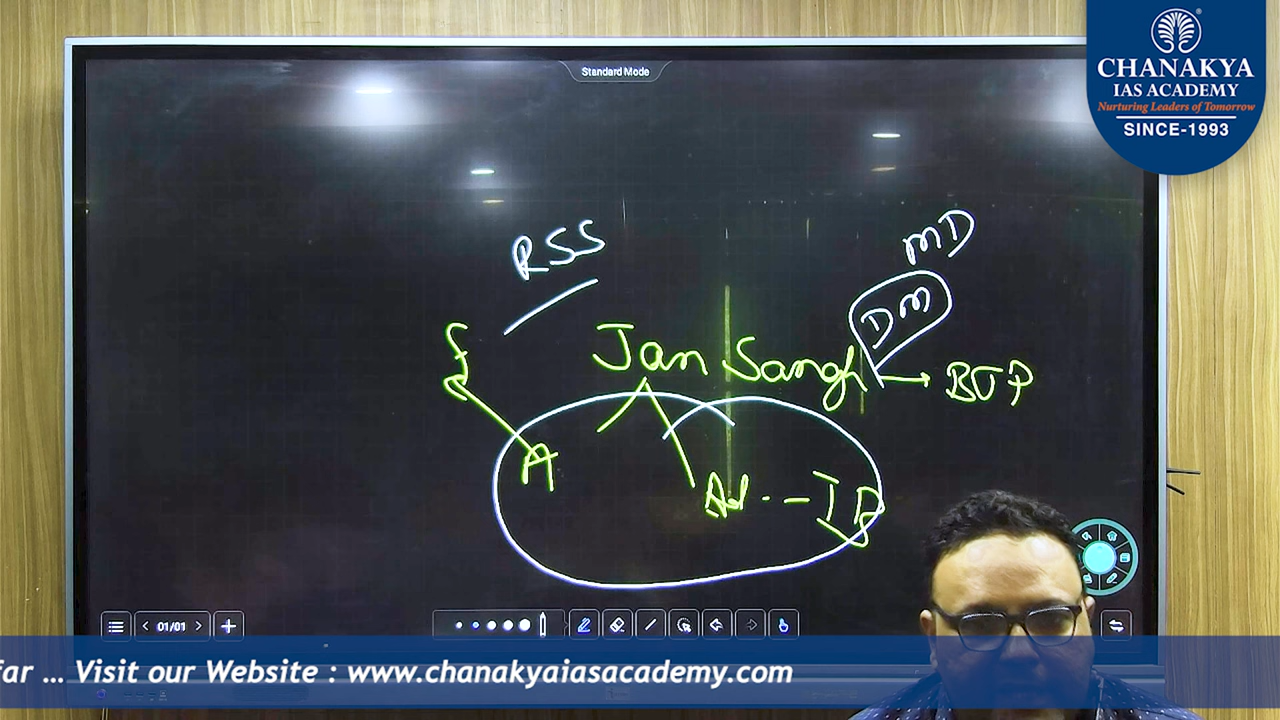 Standard Mode
CHANAKYA
IAS ACADEMY
Nurturing Leaders of Tomorrow
SINCE-1993
RSS
MD
DM
Jan Sangh
BJP
A
Ad
01/01
far ... Visit our Website : www.chanakyaiasacademy.com